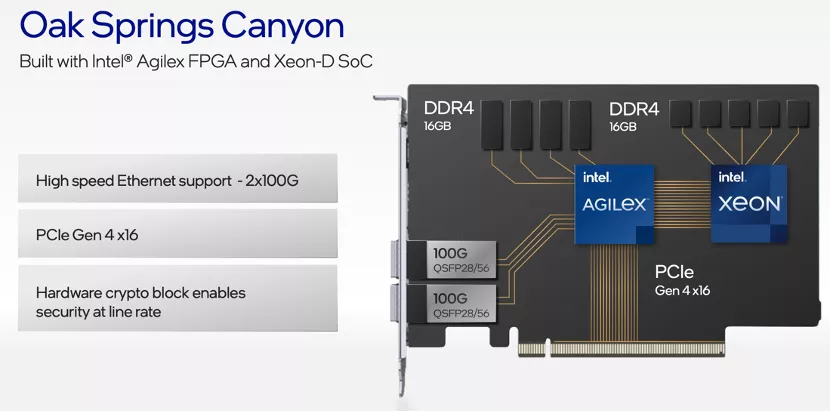 Oak Springs Canyon
Built with Intel® Agilex FPGA and Xeon-D SoC
High speed Ethernet support - 2x100G
PCIe Gen 4 x16
Hardware crypto block enables
security at line rate
DDR4
16GB
DDR4
16GB
intel.
AGILEX™
intel.
XEON™
100G
QSFP28/56
100G
QSFP28/56
PCIe
Gen 4 x16